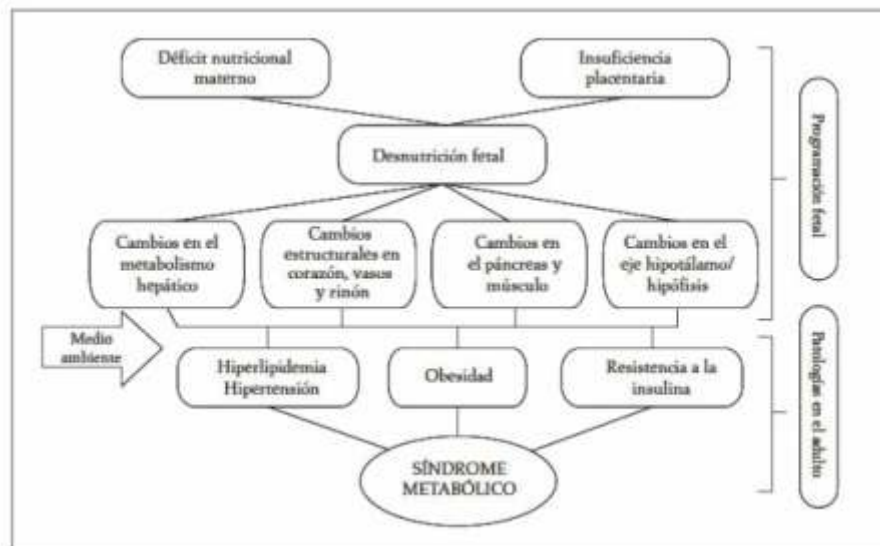 Déficit nutricional
materno
Insuficiencia
placentaria
Desnutrición fetal
Programación fetal
Cambios en el
metabolismo
hepático
Cambios
estructurales en
corazón, vasos
y rinón
Cambios en
el páncreas y
músculo
Cambios en el
eje hipotálamo/
hipófisis
Medio
ambiente
Hiperlipidemia
Hipertensión
Obesidad
Resistencia a la
insulina
Patologías en el adulto
SÍNDROME
METABÓLICO